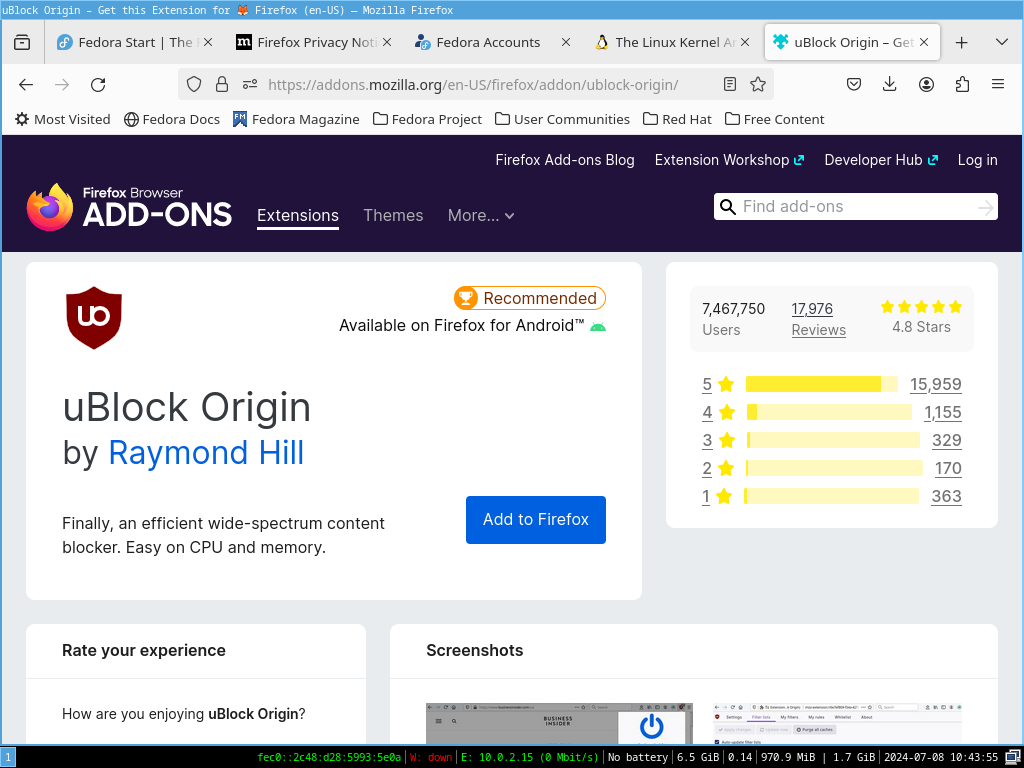 uBlock Origin – Get this Extension for 🦊 Firefox (en-US) — Mozilla Firefox
Fedora Start | The
Firefox Privacy Noti
Fedora Accounts
The Linux Kernel Ar
uBlock Origin – Get
https://addons.mozilla.org/en-US/firefox/addon/ublock-origin/
Most Visited Fedora Docs Fedora Magazine Fedora Project User Communities Red Hat Free Content
Firefox Add-ons Blog Extension Workshop Developer Hub Log in
Firefox Browser
ADD-ONS
Extensions Themes More... Find add-ons
uo
Recommended
Available on Firefox for Android™
uBlock Origin
by Raymond Hill
Finally, an efficient wide-spectrum content
blocker. Easy on CPU and memory.
Add to Firefox
7,467,750 17,976
Users Reviews 4.8 Stars
5 15,959
4 1,155
3 329
2 170
1 363
Rate your experience
How are you enjoying uBlock Origin?
Screenshots
BUSINESS
INSIDER
Settings Filter lists My filters My rules Whitelist About
Purge all caches
1 fec0::2c48:d28:5993:5e0a| W: down| E: 10.0.2.15 (0 Mbit/s)| No battery| 6.5 GiB| 0.14| 970.9 MiB | 1.7 GiB| 2024-07-08 10:43:55